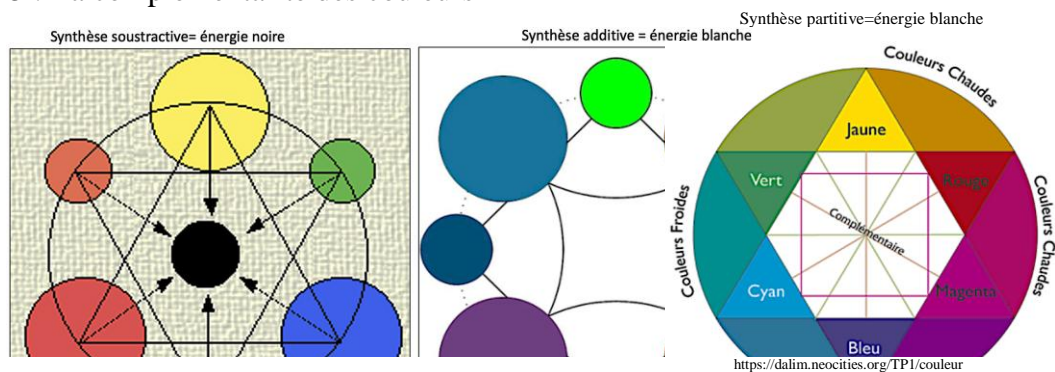 Synthèse partitive=énergie blanche
Synthèse soustractive= énergie noire
Synthèse additive = énergie blanche
Couleurs Chaudes
Jaune
Vert
Rouge
Couleurs Froides
Couleurs Chaudes
Complémentaire
Cyan
Magenta
Bleu
https://dalim.neocities.org/TP1/couleur